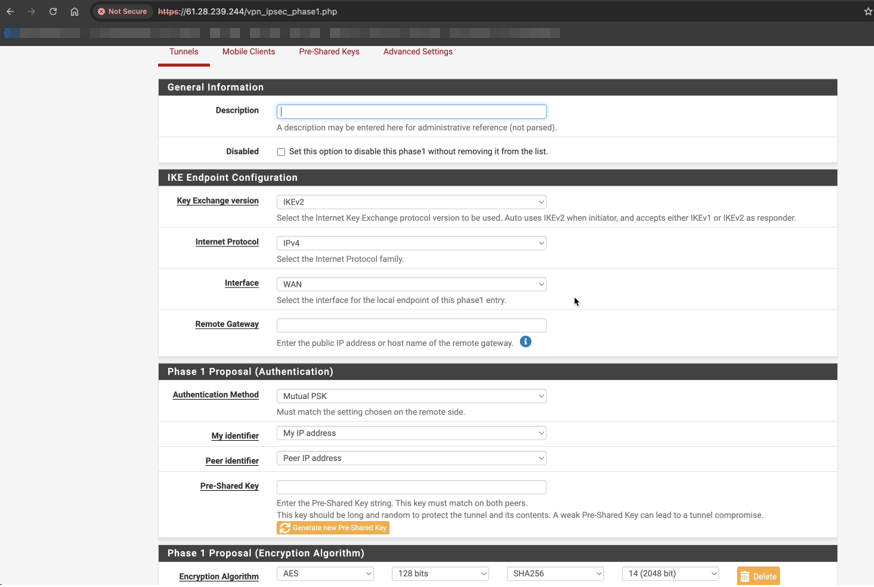 Not Secure https://61.28.239.244/vpn_ipsec_phase1.php
Tunnels Mobile Clients Pre-Shared Keys Advanced Settings
General Information
Description
A description may be entered here for administrative reference (not parsed).
Disabled Set this option to disable this phase1 without removing it from the list.
IKE Endpoint Configuration
Key Exchange version IKEv2
Select the Internet Key Exchange protocol version to be used. Auto uses IKEv2 when initiator, and accepts either IKEv1 or IKEv2 as responder.
Internet Protocol IPv4
Select the Internet Protocol family.
Interface WAN
Select the interface for the local endpoint of this phase1 entry.
Remote Gateway
Enter the public IP address or host name of the remote gateway.
Phase 1 Proposal (Authentication)
Authentication Method Mutual PSK
Must match the setting chosen on the remote side.
My identifier My IP address
Peer identifier Peer IP address
Pre-Shared Key
Enter the Pre-Shared Key string. This key must match on both peers.
This key should be long and random to protect the tunnel and its contents. A weak Pre-Shared Key can lead to a tunnel compromise.
Generate new Pre-Shared Key
Phase 1 Proposal (Encryption Algorithm)
Encryption Algorithm AES 128 bits SHA256 14 (2048 bit) Delete